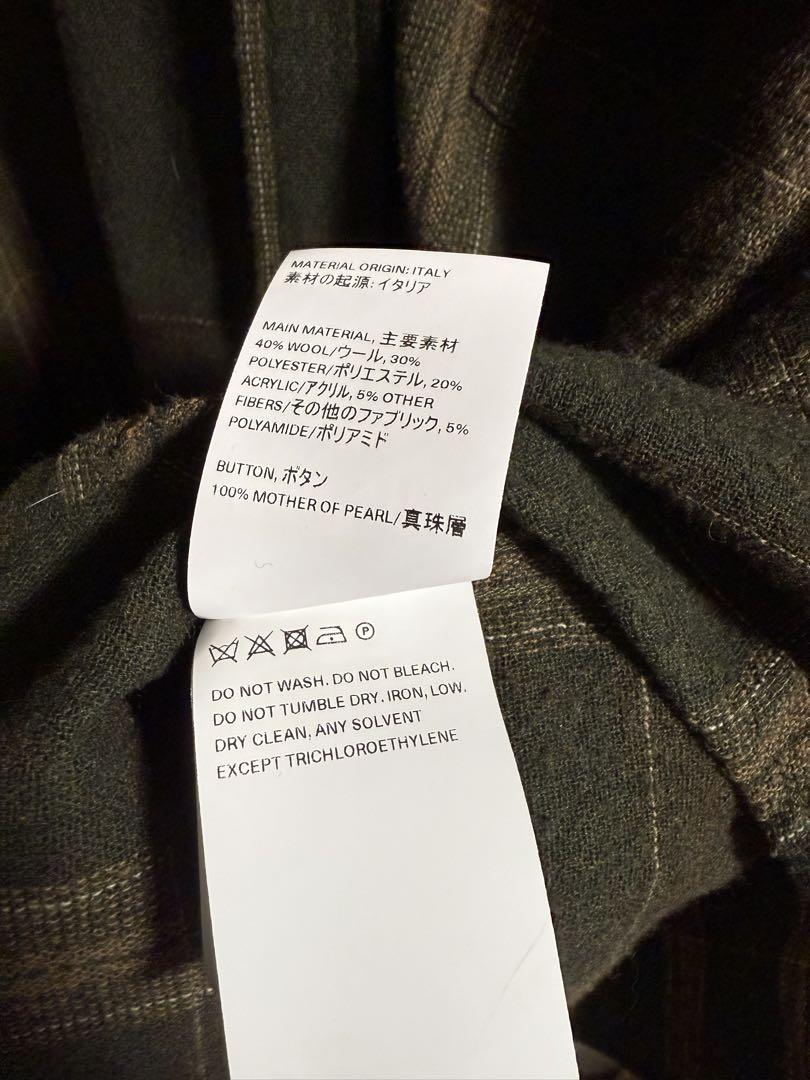 MATERIAL ORIGIN: ITALY
素材の起源: イタリア
MAIN MATERIAL, 主要素材
40% WOOL/ウール, 30%
POLYESTER/ポリエステル, 20%
ACRYLIC/アクリル, 5% OTHER
FIBERS/その他のファブリック, 5%
POLYAMIDE/ポリアミド
BUTTON, ボタン
100% MOTHER OF PEARL/真珠層
P
DO NOT WASH. DO NOT BLEACH.
DO NOT TUMBLE DRY. IRON, LOW.
DRY CLEAN, ANY SOLVENT
EXCEPT TRICHLOROETHYLENE